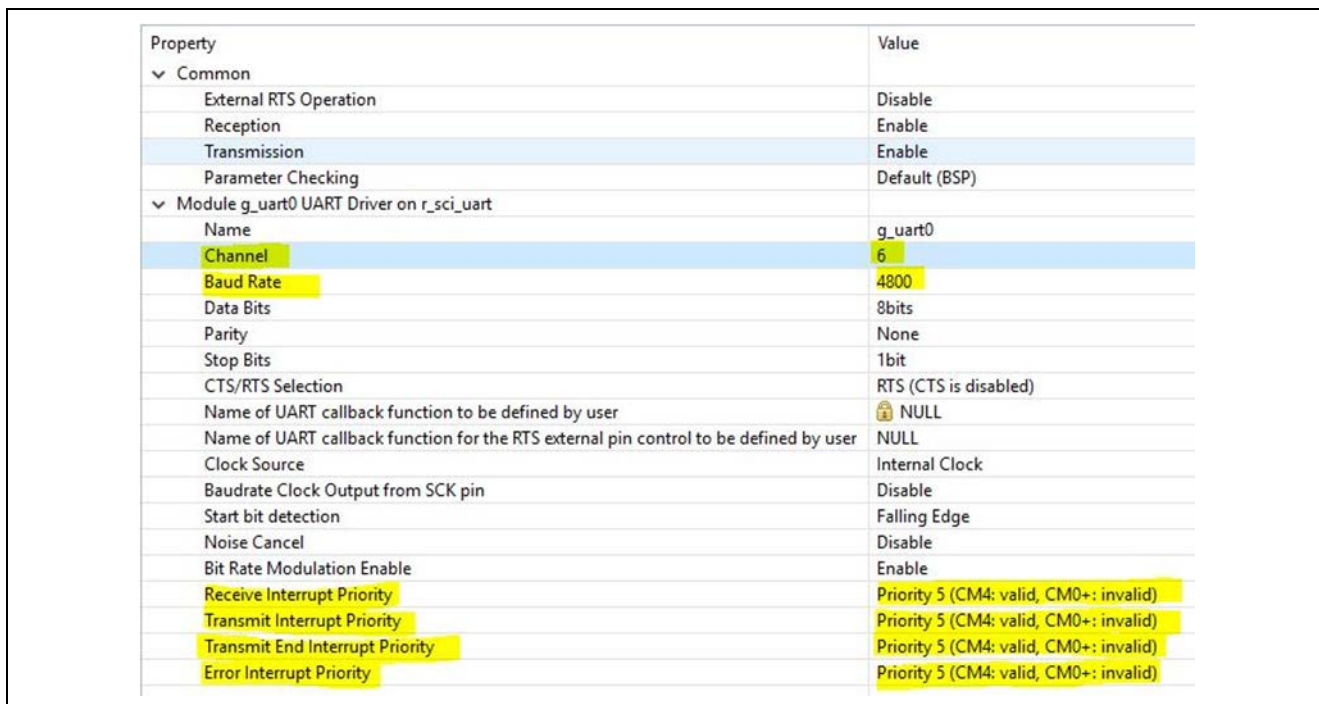 Property Value
Common
External RTS Operation Disable
Reception Enable
Transmission Enable
Parameter Checking Default (BSP)
Module g_uart0 UART Driver on r_sci_uart
Name g_uart0
Channel 6
Baud Rate 4800
Data Bits 8bits
Parity None
Stop Bits 1bit
CTS/RTS Selection RTS (CTS is disabled)
Name of UART callback function to be defined by user NULL
Name of UART callback function for the RTS external pin control to be defined by user NULL
Clock Source Internal Clock
Baudrate Clock Output from SCK pin Disable
Start bit detection Falling Edge
Noise Cancel Disable
Bit Rate Modulation Enable Enable
Receive Interrupt Priority Priority 5 (CM4: valid, CM0+: invalid)
Transmit Interrupt Priority Priority 5 (CM4: valid, CM0+: invalid)
Transmit End Interrupt Priority Priority 5 (CM4: valid, CM0+: invalid)
Error Interrupt Priority Priority 5 (CM4: valid, CM0+: invalid)